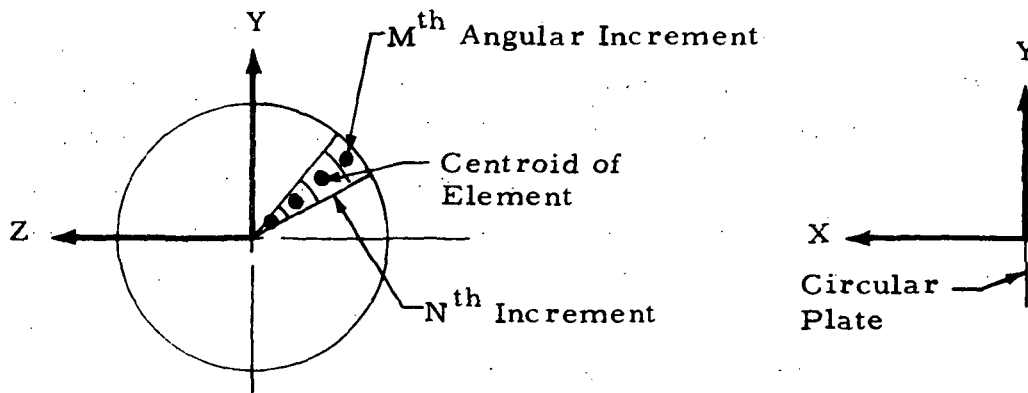 Y
M^th Angular Increment
Y
Centroid of
Element
Z
X
Circular
Plate
N^th Increment